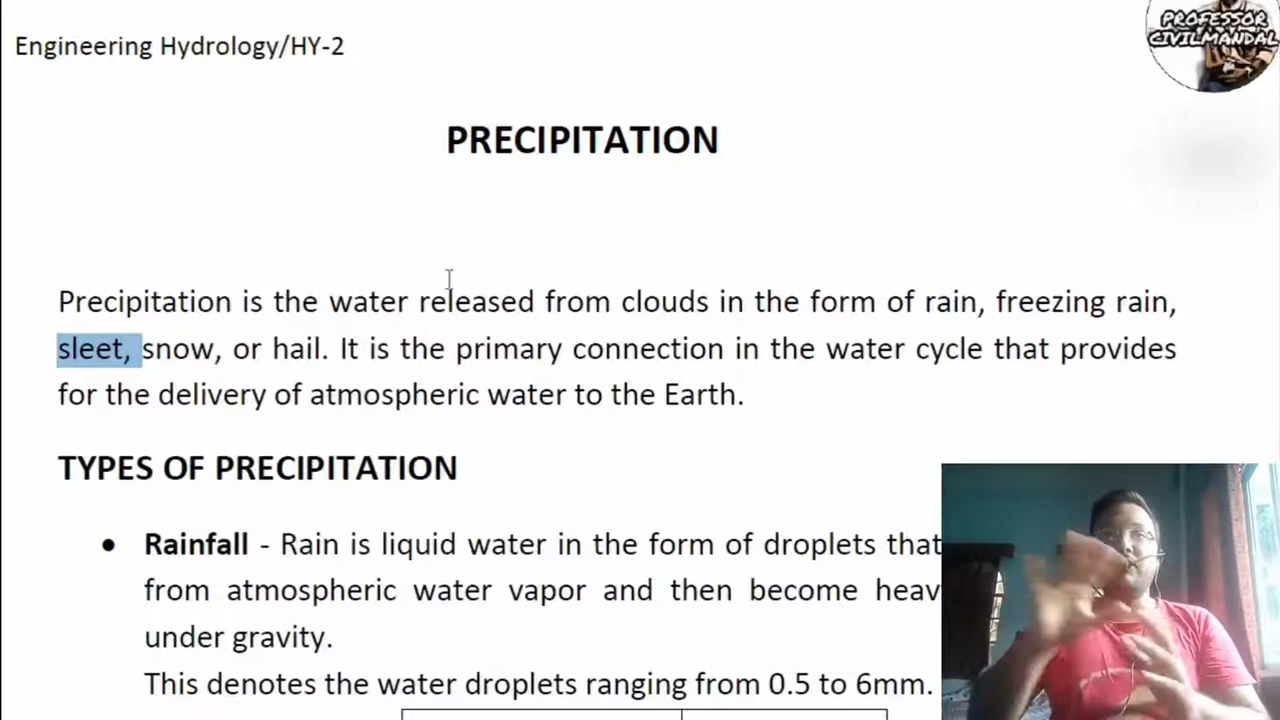 Engineering Hydrology/HY-2
PROFESSOR
CIVILMANDAL
PRECIPITATION
Precipitation is the water released from clouds in the form of rain, freezing rain,
sleet, snow, or hail. It is the primary connection in the water cycle that provides
for the delivery of atmospheric water to the Earth.
TYPES OF PRECIPITATION
• Rainfall - Rain is liquid water in the form of droplets that
from atmospheric water vapor and then become heav
under gravity.
This denotes the water droplets ranging from 0.5 to 6mm.